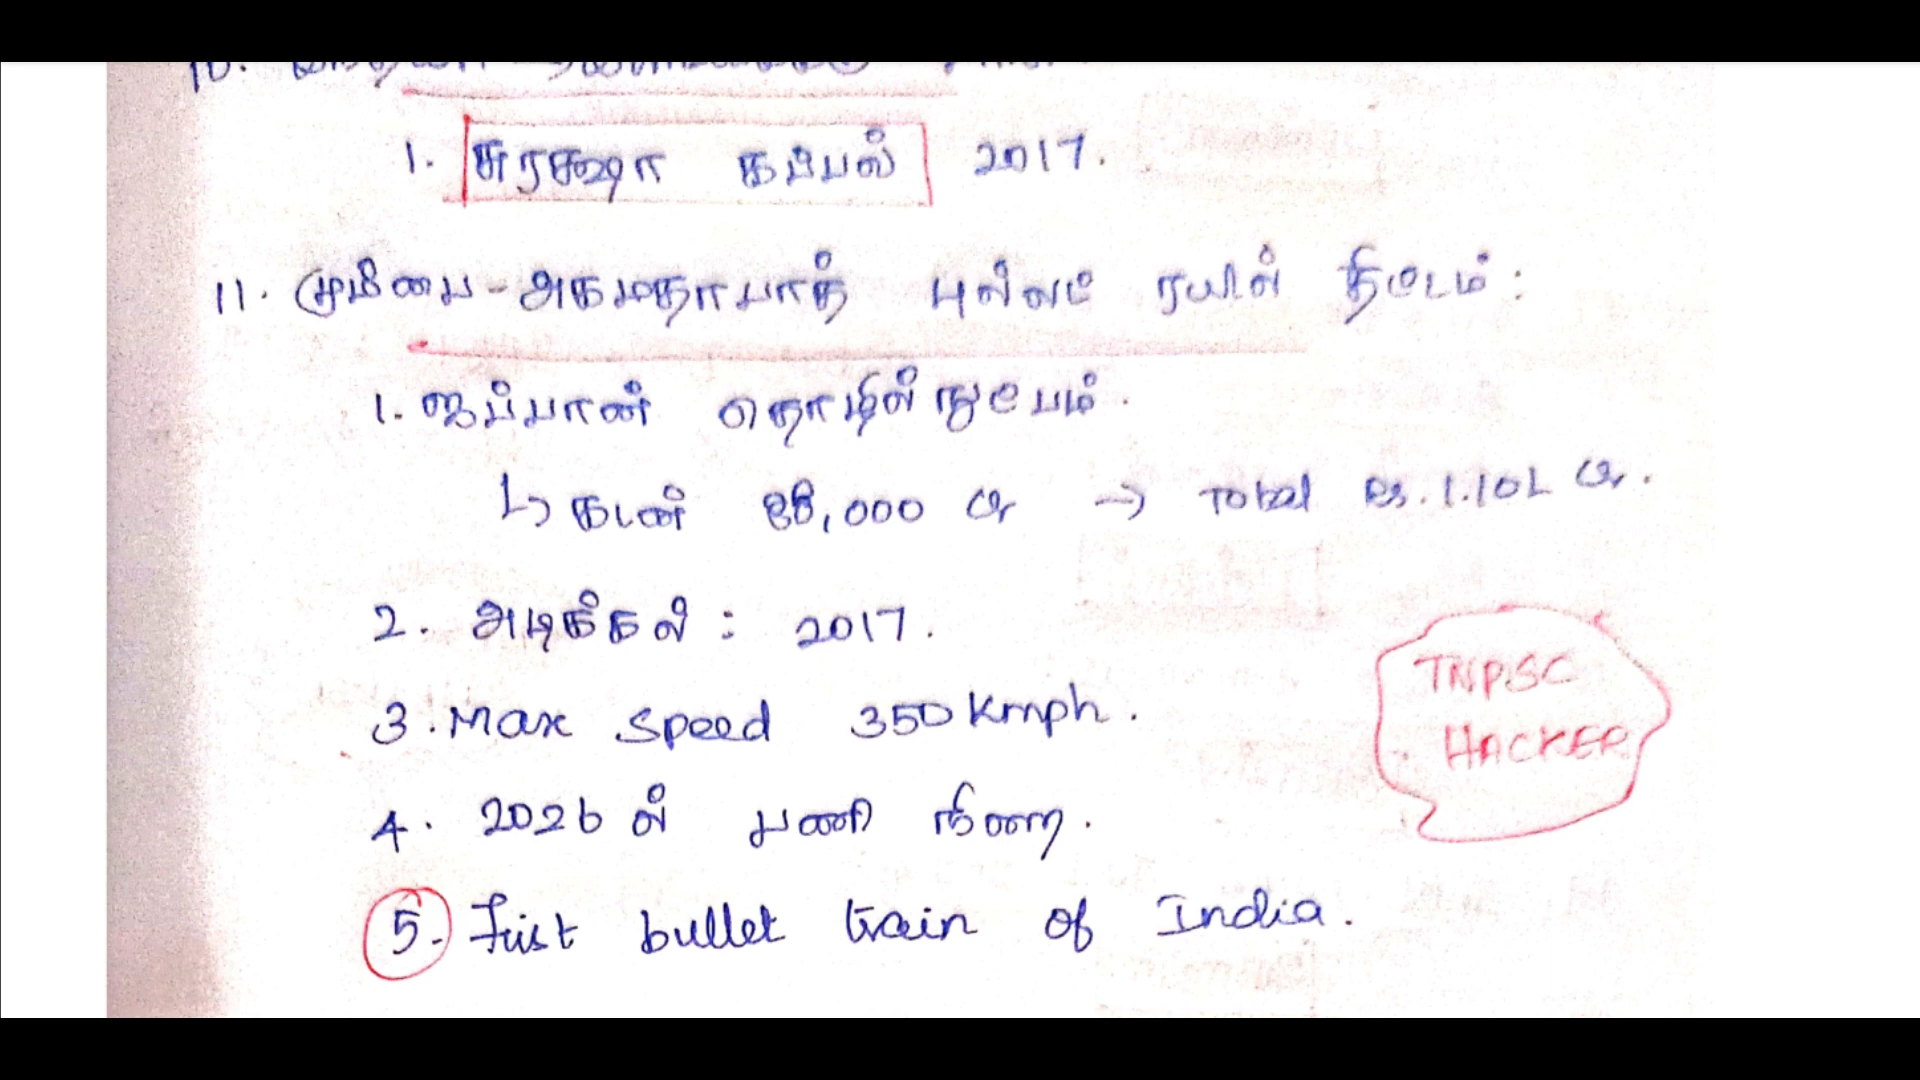 10.
1. சுரக்ஷா கப்பல் 2017.
11. மும்பை - அகமதாபாத் புல்லட் ரயில் திட்டம் :
1. ஜப்பான் தொழில்நுட்பம்.
↳ கடன் 88,000 கோ → Total Rs. 1.10L
2. அடிக்கல் : 2017.
3. Max speed 350 Kmph.
4. 2026 ல் பணி நிறை.
TNPSC
HACKER
5. First bullet train of India.